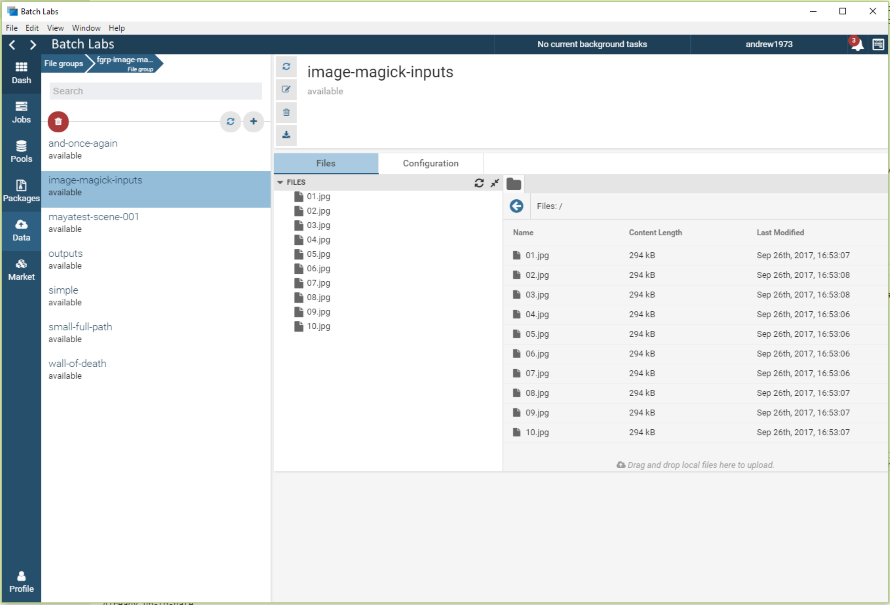 Batch Labs
File Edit View Window Help
Batch Labs
No current background tasks
andrew1973
3
Dash
Jobs
Pools
Packages
Data
Market
Profile
File groups
fgrp-image-ma...
File group
Search
and-once-again
available
image-magick-inputs
available
mayatest-scene-001
available
outputs
available
simple
available
small-full-path
available
wall-of-death
available
image-magick-inputs
available
Files Configuration
FILES
01.jpg
02.jpg
03.jpg
04.jpg
05.jpg
06.jpg
07.jpg
08.jpg
09.jpg
10.jpg
Files: /
Name Content Length Last Modified
01.jpg 294 kB Sep 26th, 2017, 16:53:07
02.jpg 294 kB Sep 26th, 2017, 16:53:08
03.jpg 294 kB Sep 26th, 2017, 16:53:08
04.jpg 294 kB Sep 26th, 2017, 16:53:06
05.jpg 294 kB Sep 26th, 2017, 16:53:06
06.jpg 294 kB Sep 26th, 2017, 16:53:06
07.jpg 294 kB Sep 26th, 2017, 16:53:06
08.jpg 294 kB Sep 26th, 2017, 16:53:07
09.jpg 294 kB Sep 26th, 2017, 16:53:07
10.jpg 294 kB Sep 26th, 2017, 16:53:07
Drag and drop local files here to upload.